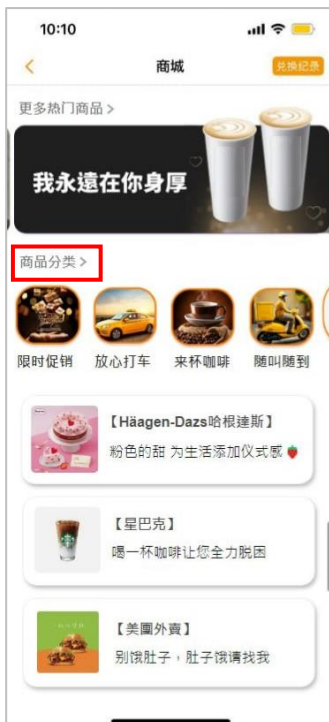 10:10
商城
兑换纪录
更多热门商品 >
我永遠在你身厚
商品分类 >
限时促销 放心打车 来杯咖啡 随叫随到
【Häagen-Dazs哈根達斯】
粉色的甜 为生活添加仪式感
【星巴克】
喝一杯咖啡让您全力脱困
【美團外賣】
别饿肚子，肚子饿请找我